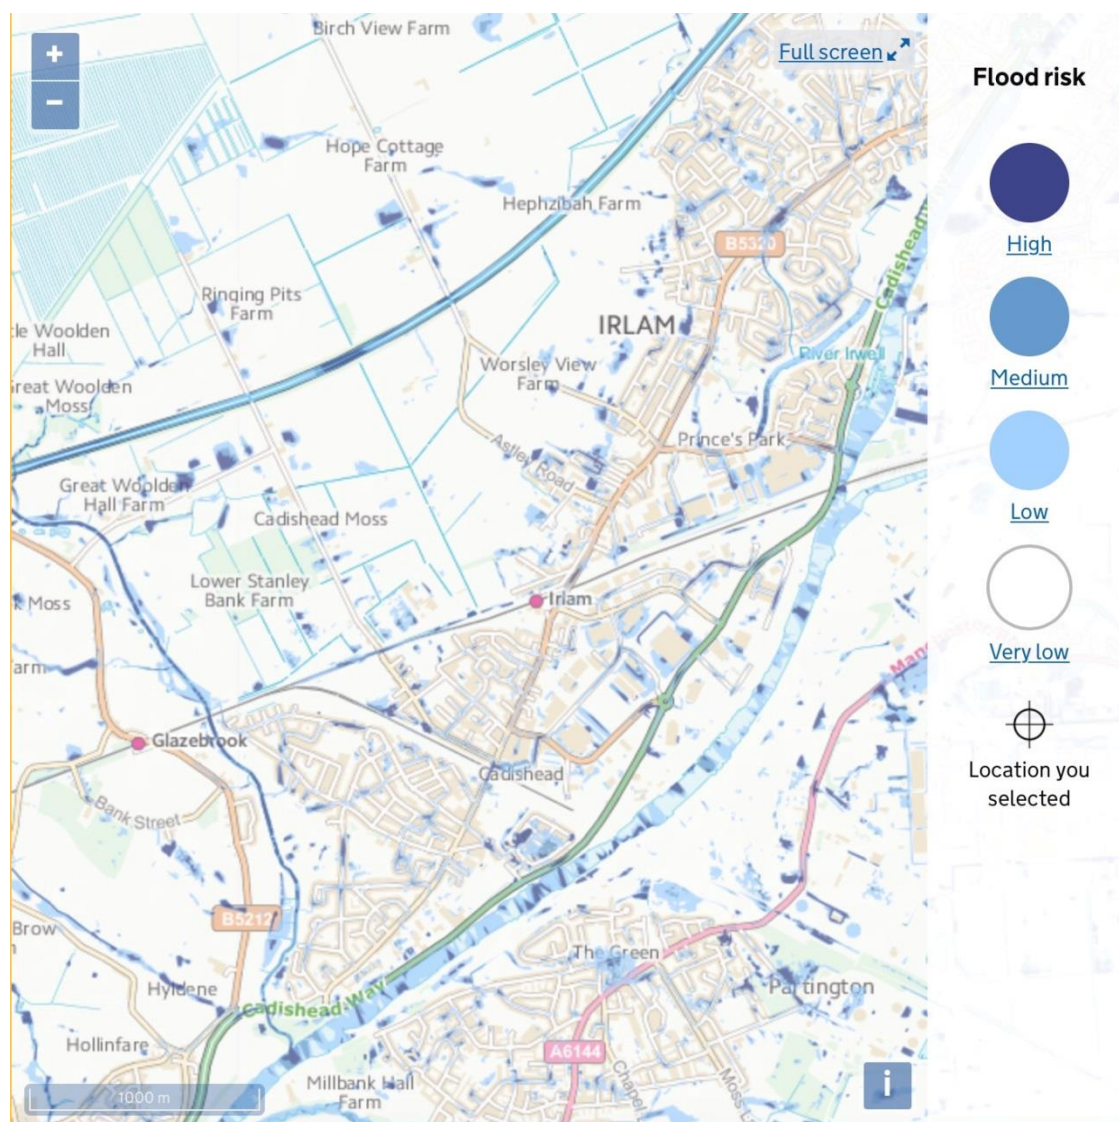 Birch View Farm
+
−
Full screen
Flood risk
Hope Cottage
Farm
Hephzibah Farm
High
B5320
Cadishead
Ringing Pits
Farm
IRLAM
Woolden
Hall
River Irwell
Worsley View
Farm
Medium
Great Woolden
Moss
Astley Road
Prince's Park
Great Woolden
Hall Farm
Cadishead Moss
Low
Lower Stanley
Bank Farm
Irlam
Moss
Very low
Glazebrook
Cadishead
Location you
selected
Bank Street
B5212
Brow
The Green
Hyldene
Partington
Cadishead Way
Hollinfare
A6144
Millbank Hall
Farm
Chapel
Moss
1000 m
i